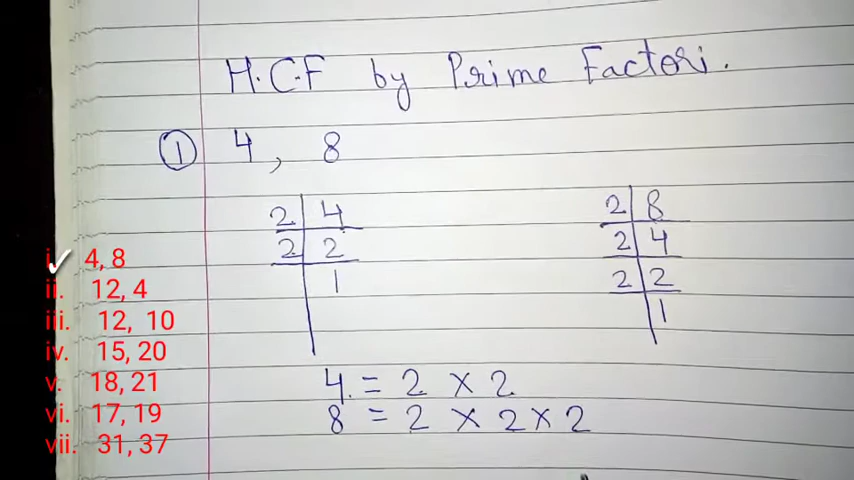 H.C.F by Prime Factori.
① 4, 8
2 | 4
2 | 2
1
2 | 8
2 | 4
2 | 2
1
4 = 2 × 2
8 = 2 × 2 × 2
i. 4, 8
ii. 12, 4
iii. 12, 10
iv. 15, 20
v. 18, 21
vi. 17, 19
vii. 31, 37